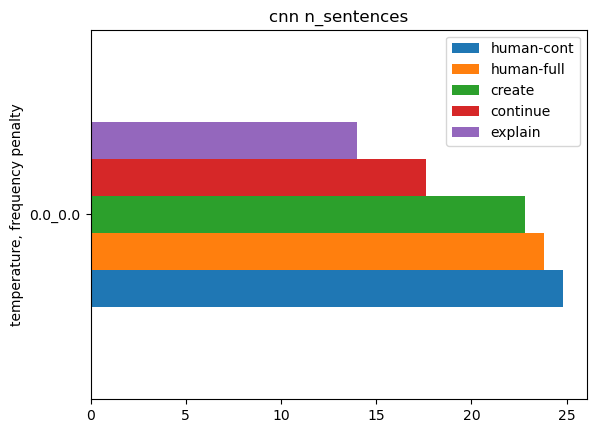 cnn n_sentences
human-cont
human-full
create
continue
explain
temperature, frequency penalty
0.0_0.0
0 5 10 15 20 25